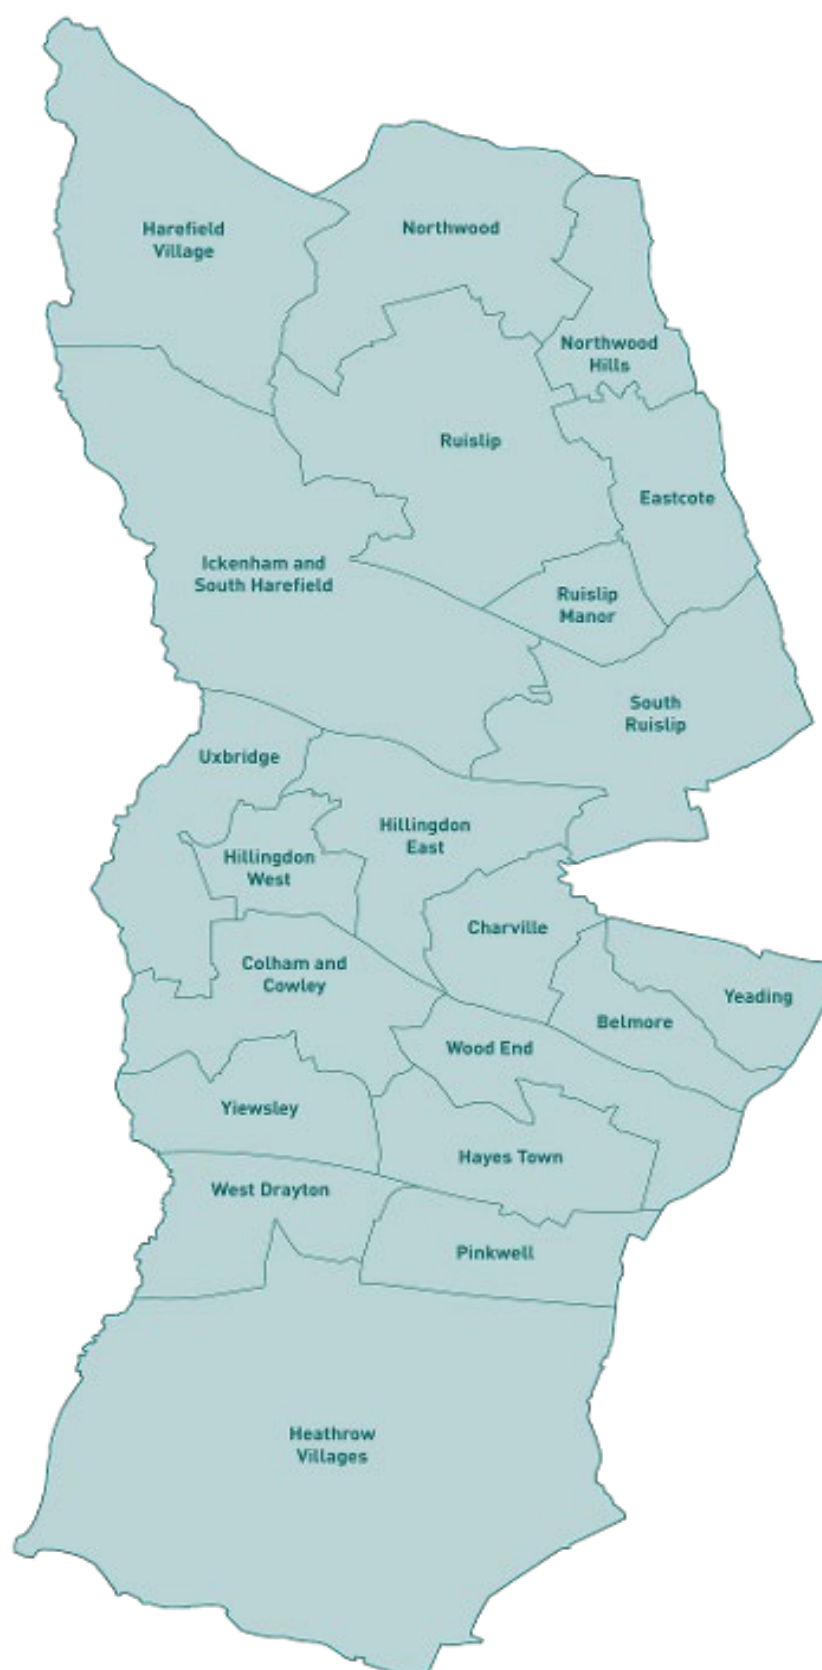 Harefield
Village
Northwood
Northwood
Hills
Ruislip
Eastcote
Ickenham and
South Harefield
Ruislip
Manor
South
Ruislip
Uxbridge
Hillingdon
East
Hillingdon
West
Charville
Colham and
Cowley
Yeading
Belmore
Wood End
Yiewsley
Hayes Town
West Drayton
Pinkwell
Heathrow
Villages